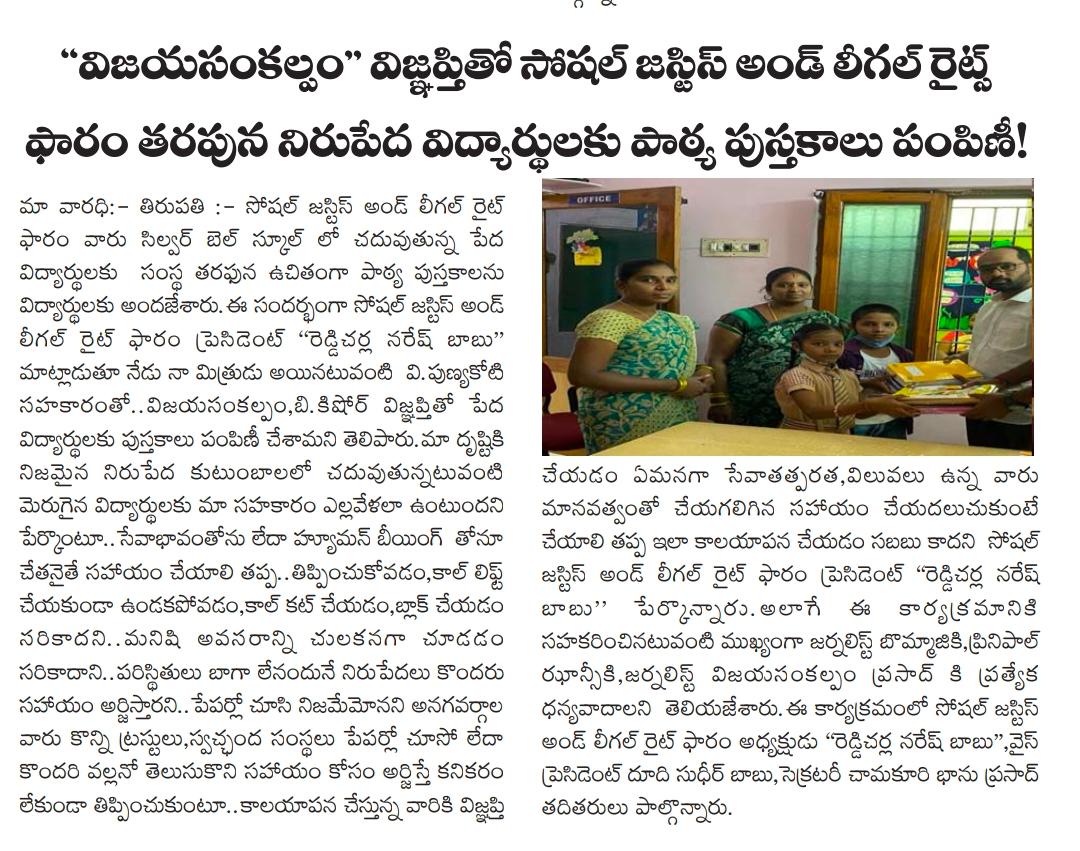 “విజయసంకల్పం” విజ్ఞప్తితో సోషల్ జస్టిస్ అండ్ లీగల్ రైట్స్
ఫారం తరపున నిరుపేద విద్యార్థులకు పాఠ్య పుస్తకాలు పంపిణీ!
మా వారధి:- తిరుపతి :- సోషల్ జస్టిస్ అండ్ లీగల్ రైట్
ఫారం వారు సిల్వర్ బెల్ స్కూల్ లో చదువుతున్న పేద
విద్యార్థులకు సంస్థ తరఫున ఉచితంగా పాఠ్య పుస్తకాలను
విద్యార్థులకు అందజేశారు.ఈ సందర్భంగా సోషల్ జస్టిస్ అండ్
లీగల్ రైట్ ఫారం ప్రెసిడెంట్ “రెడ్డిచర్ల నరేష్ బాబు”
మాట్లాడుతూ నేడు నా మిత్రుడు అయినటువంటి వి.పుణ్యకోటి
సహకారంతో..విజయసంకల్పం,బి.కిషోర్ విజ్ఞప్తితో పేద
విద్యార్థులకు పుస్తకాలు పంపిణీ చేశామని తెలిపారు.మా దృష్టికి
నిజమైన నిరుపేద కుటుంబాలలో చదువుతున్నటువంటి
మెరుగైన విద్యార్థులకు మా సహకారం ఎల్లవేళలా ఉంటుందని
పేర్కొంటూ..సేవాభావంతోను లేదా హ్యూమన్ బీయింగ్ తోనూ
చేతనైతే సహాయం చేయాలి తప్ప..తిప్పించుకోవడం,కాల్ లిఫ్ట్
చేయకుండా ఉండకపోవడం,కాల్ కట్ చేయడం,బ్లాక్ చేయడం
సరికాదని..మనిషి అవసరాన్ని చులకనగా చూడడం
సరికాదాని..పరిస్థితులు బాగా లేనందునే నిరుపేదలు కొందరు
సహాయం అర్జిస్తారని..పేపర్లో చూసి నిజమేమోనని అనగవర్గాల
వారు కొన్ని ట్రస్టులు,స్వచ్ఛంద సంస్థలు పేపర్లో చూసో లేదా
కొందరి వల్లనో తెలుసుకొని సహాయం కోసం అర్జిస్తే కనికరం
లేకుండా తిప్పించుకుంటూ..కాలయాపన చేస్తున్న వారికి విజ్ఞప్తి
OFFICE
చేయడం ఏమనగా సేవాతత్పరత,విలువలు ఉన్న వారు
మానవత్వంతో చేయగలిగిన సహాయం చేయదలుచుకుంటే
చేయాలి తప్ప ఇలా కాలయాపన చేయడం సబబు కాదని సోషల్
జస్టిస్ అండ్ లీగల్ రైట్ ఫారం ప్రెసిడెంట్ “రెడ్డిచర్ల నరేష్
బాబు’’ పేర్కొన్నారు.అలాగే ఈ కార్యక్రమానికి
సహకరించినటువంటి ముఖ్యంగా జర్నలిస్ట్ బొమ్మాజికి,ప్రినిపాల్
ఝాన్సీకి,జర్నలిస్ట్ విజయసంకల్పం ప్రసాద్ కి ప్రత్యేక
ధన్యవాదాలని తెలియజేశారు.ఈ కార్యక్రమంలో సోషల్ జస్టిస్
అండ్ లీగల్ రైట్ ఫారం అధ్యక్షుడు “రెడ్డిచర్ల నరేష్ బాబు”,వైస్
ప్రెసిడెంట్ దూది సుధీర్ బాబు,సెక్రటరీ చామకూరి భాను ప్రసాద్
తదితరులు పాల్గొన్నారు.